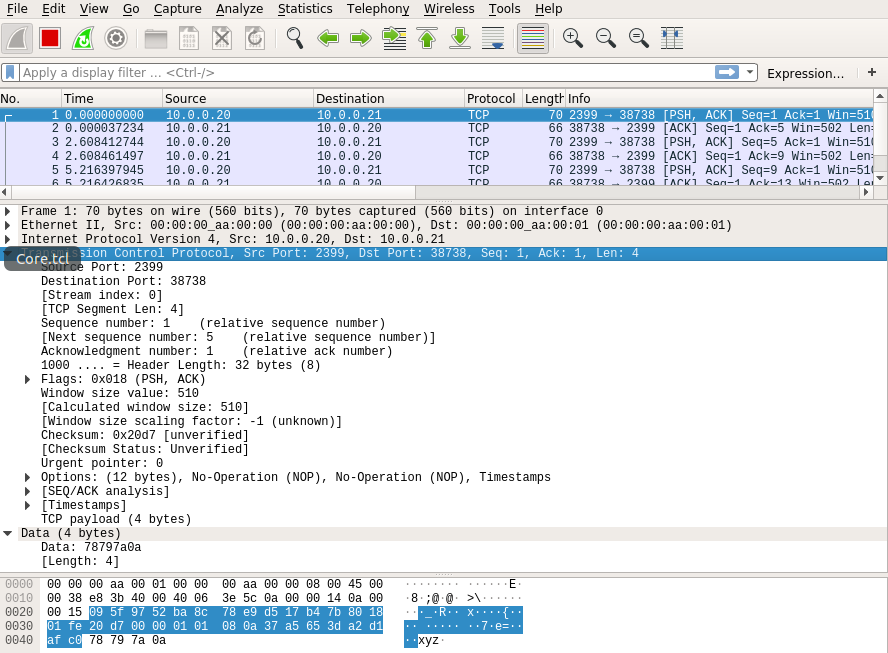 File Edit View Go Capture Analyze Statistics Telephony Wireless Tools Help
Apply a display filter ... <Ctrl-/> Expression... +
No. Time Source Destination Protocol Length Info
1 0.000000000 10.0.0.20 10.0.0.21 TCP 70 2399 → 38738 [PSH, ACK] Seq=1 Ack=1 Win=510
2 0.000037234 10.0.0.21 10.0.0.20 TCP 66 38738 → 2399 [ACK] Seq=1 Ack=5 Win=502 Len=
3 2.608412744 10.0.0.20 10.0.0.21 TCP 70 2399 → 38738 [PSH, ACK] Seq=5 Ack=1 Win=510
4 2.608461497 10.0.0.21 10.0.0.20 TCP 66 38738 → 2399 [ACK] Seq=1 Ack=9 Win=502 Len=
5 5.216397945 10.0.0.20 10.0.0.21 TCP 70 2399 → 38738 [PSH, ACK] Seq=9 Ack=1 Win=510
6 5.216426835 10.0.0.21 10.0.0.20 TCP 66 38738 → 2399 [ACK] Seq=1 Ack=13 Win=502 Len
Frame 1: 70 bytes on wire (560 bits), 70 bytes captured (560 bits) on interface 0
Ethernet II, Src: 00:00:00_aa:00:00 (00:00:00:aa:00:00), Dst: 00:00:00_aa:00:01 (00:00:00:aa:00:01)
Internet Protocol Version 4, Src: 10.0.0.20, Dst: 10.0.0.21
Control Protocol, Src Port: 2399, Dst Port: 38738, Seq: 1, Ack: 1, Len: 4
Core.tcl
Source Port: 2399
Destination Port: 38738
[Stream index: 0]
[TCP Segment Len: 4]
Sequence number: 1 (relative sequence number)
[Next sequence number: 5 (relative sequence number)]
Acknowledgment number: 1 (relative ack number)
1000 .... = Header Length: 32 bytes (8)
Flags: 0x018 (PSH, ACK)
Window size value: 510
[Calculated window size: 510]
[Window size scaling factor: -1 (unknown)]
Checksum: 0x20d7 [unverified]
[Checksum Status: Unverified]
Urgent pointer: 0
Options: (12 bytes), No-Operation (NOP), No-Operation (NOP), Timestamps
[SEQ/ACK analysis]
[Timestamps]
TCP payload (4 bytes)
Data (4 bytes)
Data: 78797a0a
[Length: 4]
0000 00 00 00 aa 00 01 00 00 00 aa 00 00 08 00 45 00 ········ ······E·
0010 00 38 e8 3b 40 00 40 06 3e 5c 0a 00 00 14 0a 00 ·8·;@·@· >\······
0020 00 15 09 5f 97 52 ba 8c 78 e9 d5 17 b4 7b 80 18 ···_·R·· x····{··
0030 01 fe 20 d7 00 00 01 01 08 0a 37 a5 65 3d a2 d1 ·· ····· ··7·e=··
0040 af c0 78 79 7a 0a ··xyz·